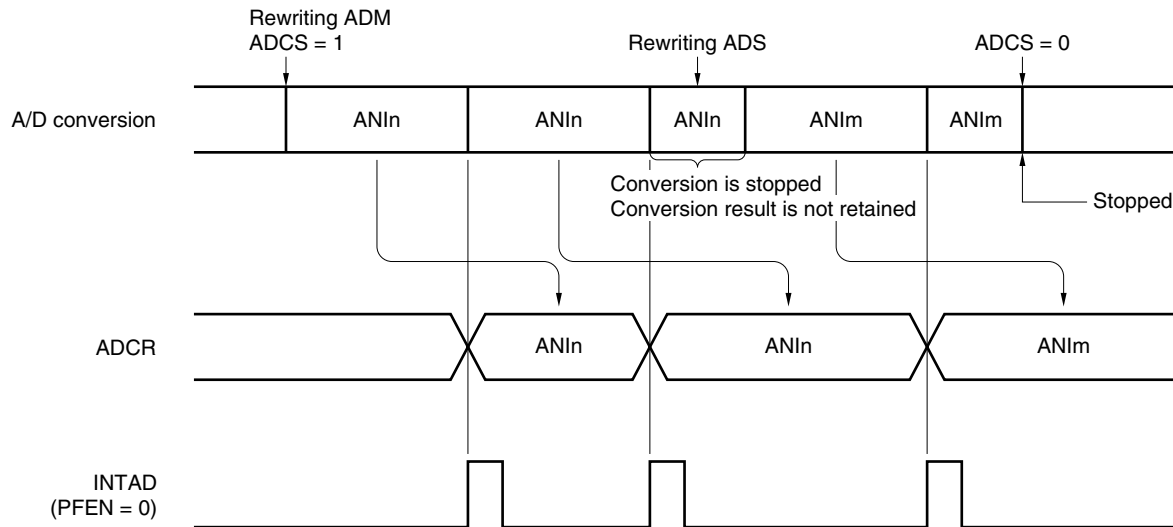 Rewriting ADM
ADCS = 1
Rewriting ADS
ADCS = 0
A/D conversion
ANIn
ANIn
ANIn
ANIm
ANIm
Conversion is stopped
Conversion result is not retained
Stopped
ADCR
ANIn
ANIn
ANIm
INTAD
(PFEN = 0)